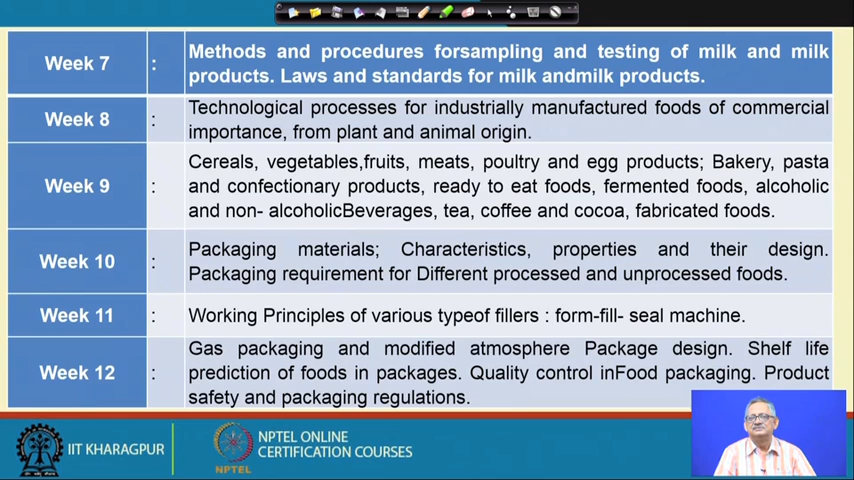 Week 7 : Methods and procedures forsampling and testing of milk and milk
products. Laws and standards for milk andmilk products.
Week 8 : Technological processes for industrially manufactured foods of commercial
importance, from plant and animal origin.
Week 9 : Cereals, vegetables,fruits, meats, poultry and egg products; Bakery, pasta
and confectionary products, ready to eat foods, fermented foods, alcoholic
and non- alcoholicBeverages, tea, coffee and cocoa, fabricated foods.
Week 10 : Packaging materials; Characteristics, properties and their design.
Packaging requirement for Different processed and unprocessed foods.
Week 11 : Working Principles of various typeof fillers : form-fill- seal machine.
Week 12 : Gas packaging and modified atmosphere Package design. Shelf life
prediction of foods in packages. Quality control inFood packaging. Product
safety and packaging regulations.
IIT KHARAGPUR
NPTEL
NPTEL ONLINE
CERTIFICATION COURSES